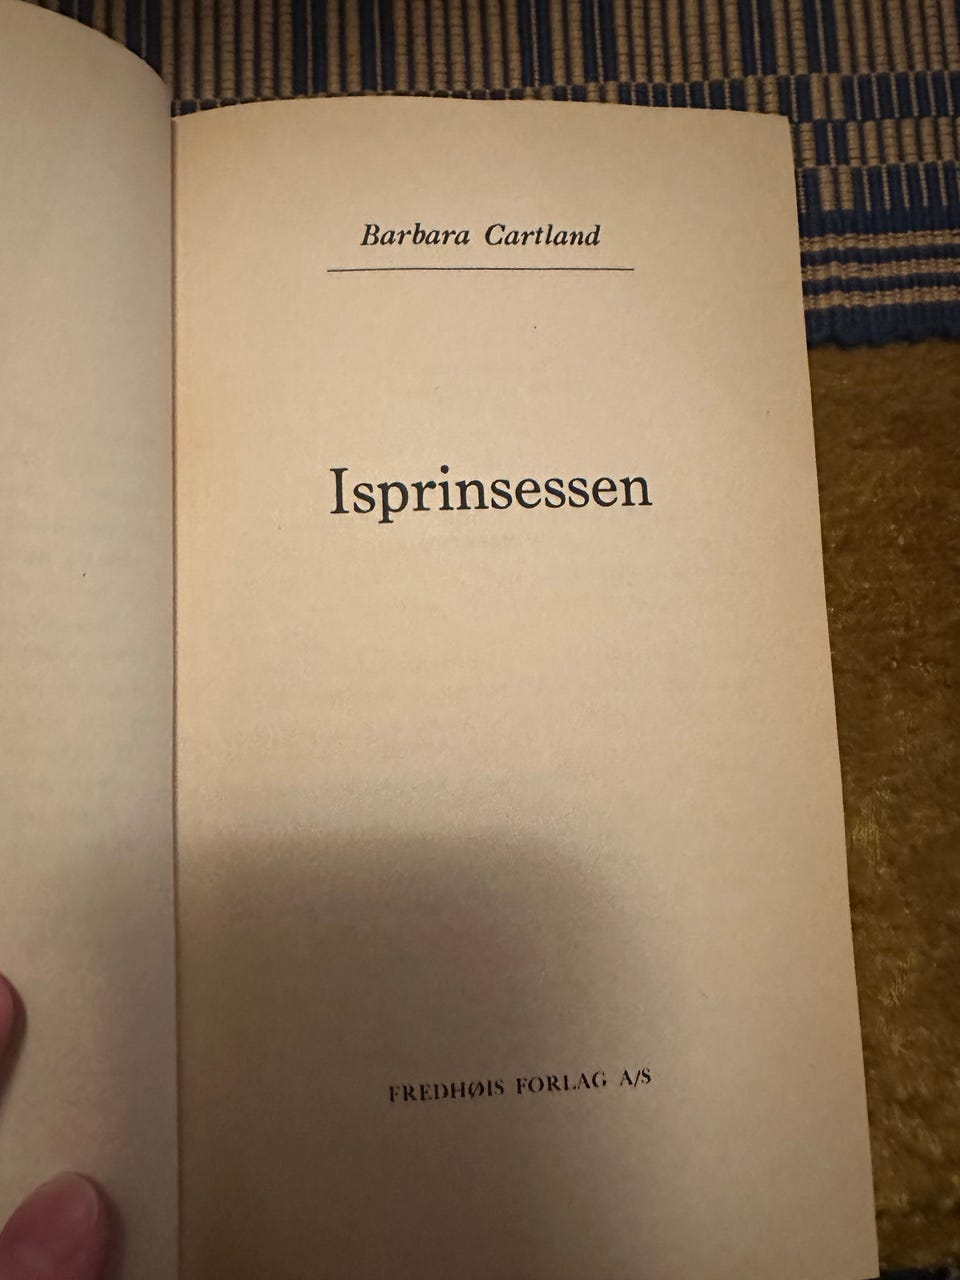 Barbara Cartland
Isprinsessen
FREDHØIS FORLAG A/S